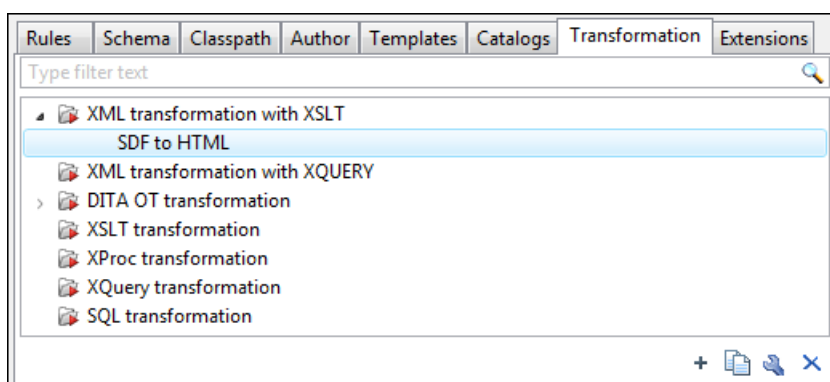 Rules Schema Classpath Author Templates Catalogs Transformation Extensions
Type filter text
XML transformation with XSLT
SDF to HTML
XML transformation with XQUERY
DITA OT transformation
XSLT transformation
XProc transformation
XQuery transformation
SQL transformation